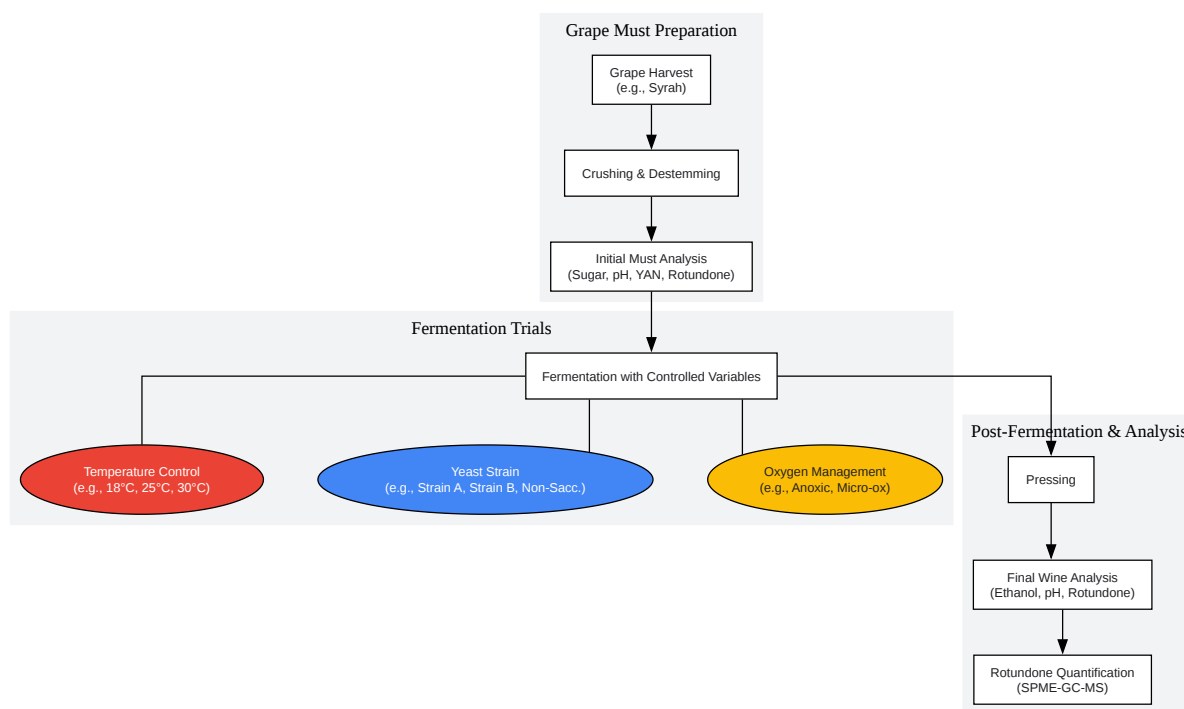 Grape Must Preparation
Grape Harvest
(e.g., Syrah)
Crushing & Destemming
Initial Must Analysis
(Sugar, pH, YAN, Rotundone)
Fermentation Trials
Fermentation with Controlled Variables
Temperature Control
(e.g., 18°C, 25°C, 30°C)
Yeast Strain
(e.g., Strain A, Strain B, Non-Sacc.)
Oxygen Management
(e.g., Anoxic, Micro-ox)
Post-Fermentation & Analysis
Pressing
Final Wine Analysis
(Ethanol, pH, Rotundone)
Rotundone Quantification
(SPME-GC-MS)